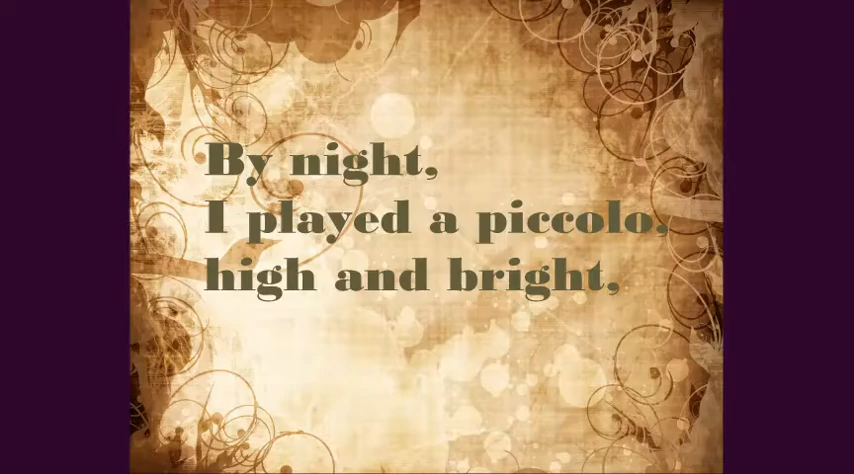 By night,
I played a piccolo,
high and bright,